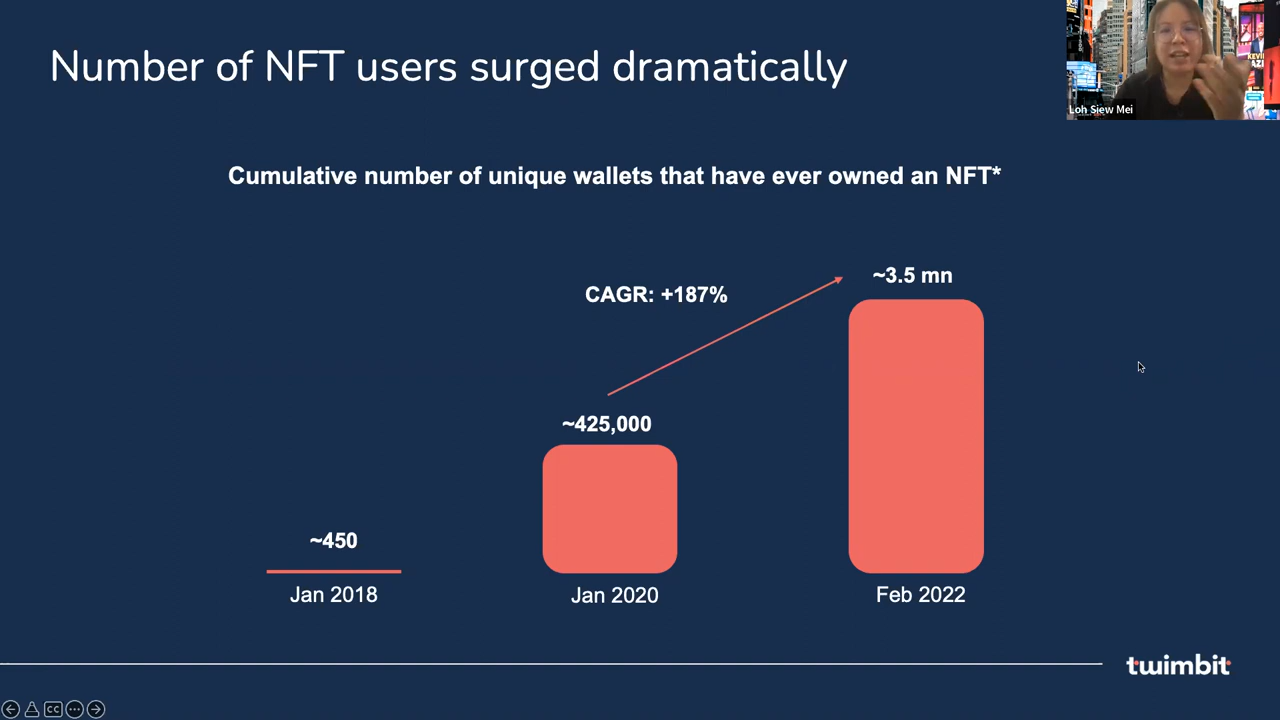 Number of NFT users surged dramatically
Loh Siew Mei
Cumulative number of unique wallets that have ever owned an NFT*
~3.5 mn
CAGR: +187%
~425,000
~450
Jan 2018
Jan 2020
Feb 2022
twimbit
CC